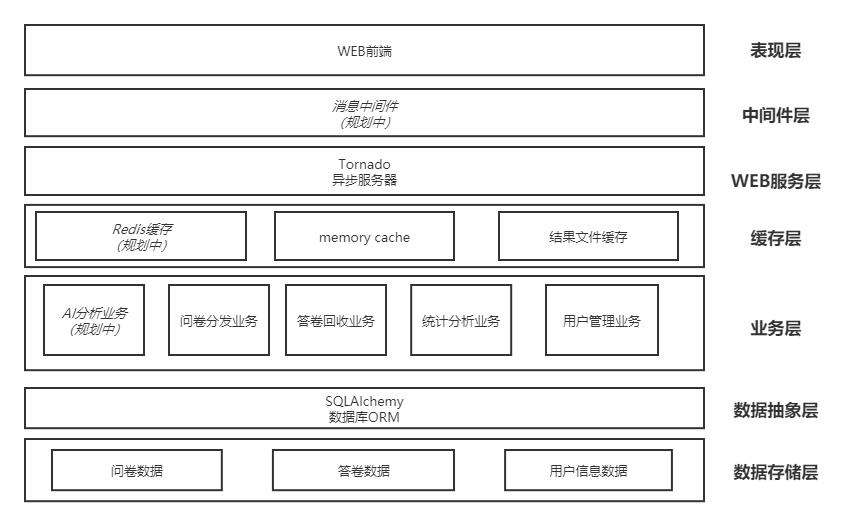 WEB前端
表现层
消息中间件
(规划中)
中间件层
Tornado
异步服务器
WEB服务层
Redis缓存
(规划中)
memory cache
结果文件缓存
缓存层
AI分析业务
(规划中)
问卷分发业务
答卷回收业务
统计分析业务
用户管理业务
业务层
SQLAlchemy
数据库ORM
数据抽象层
问卷数据
答卷数据
用户信息数据
数据存储层